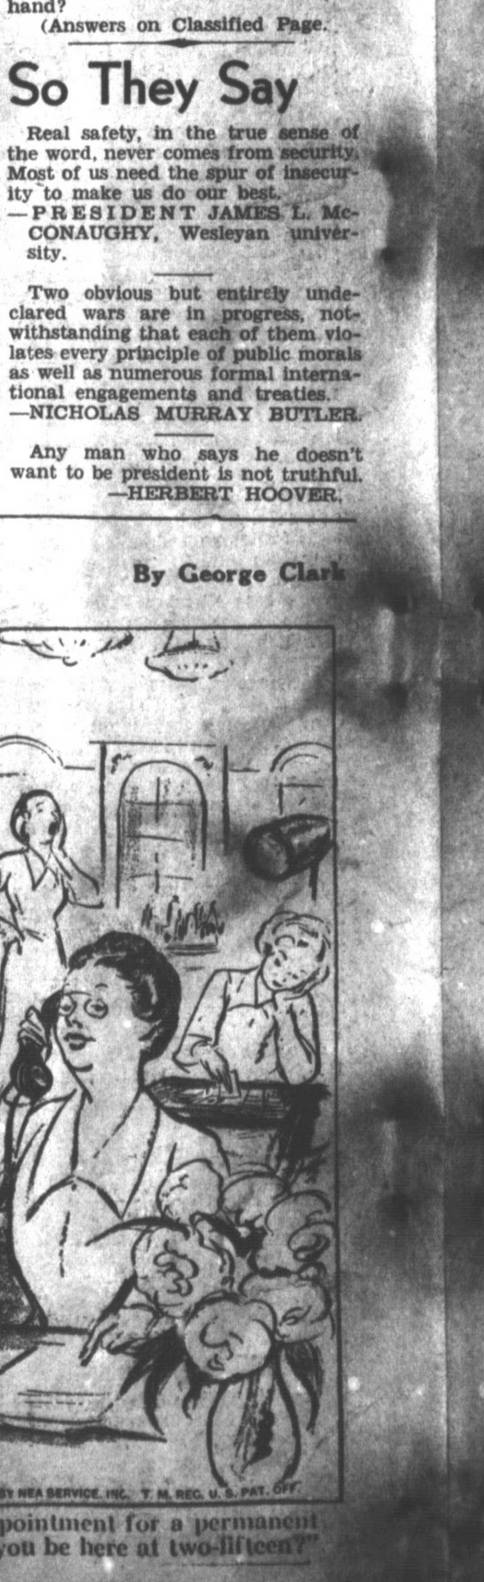 hand?
(Answers on Classified Page.
So They Say
Real safety, in the true sense of
the word, never comes from security.
Most of us need the spur of insecur-
ity to make us do our best.
—PRESIDENT JAMES L. Mc-
CONAUGHY, Wesleyan univer-
sity.
Two obvious but entirely unde-
clared wars are in progress, not-
withstanding that each of them vio-
lates every principle of public morals
as well as numerous formal interna-
tional engagements and treaties.
—NICHOLAS MURRAY BUTLER.
Any man who says he doesn't
want to be president is not truthful.
—HERBERT HOOVER.
By George Clark
BY NEA SERVICE, INC. T. M. REG. U. S. PAT. OFF.
pointment for a permanent
you be here at two-fifteen?"